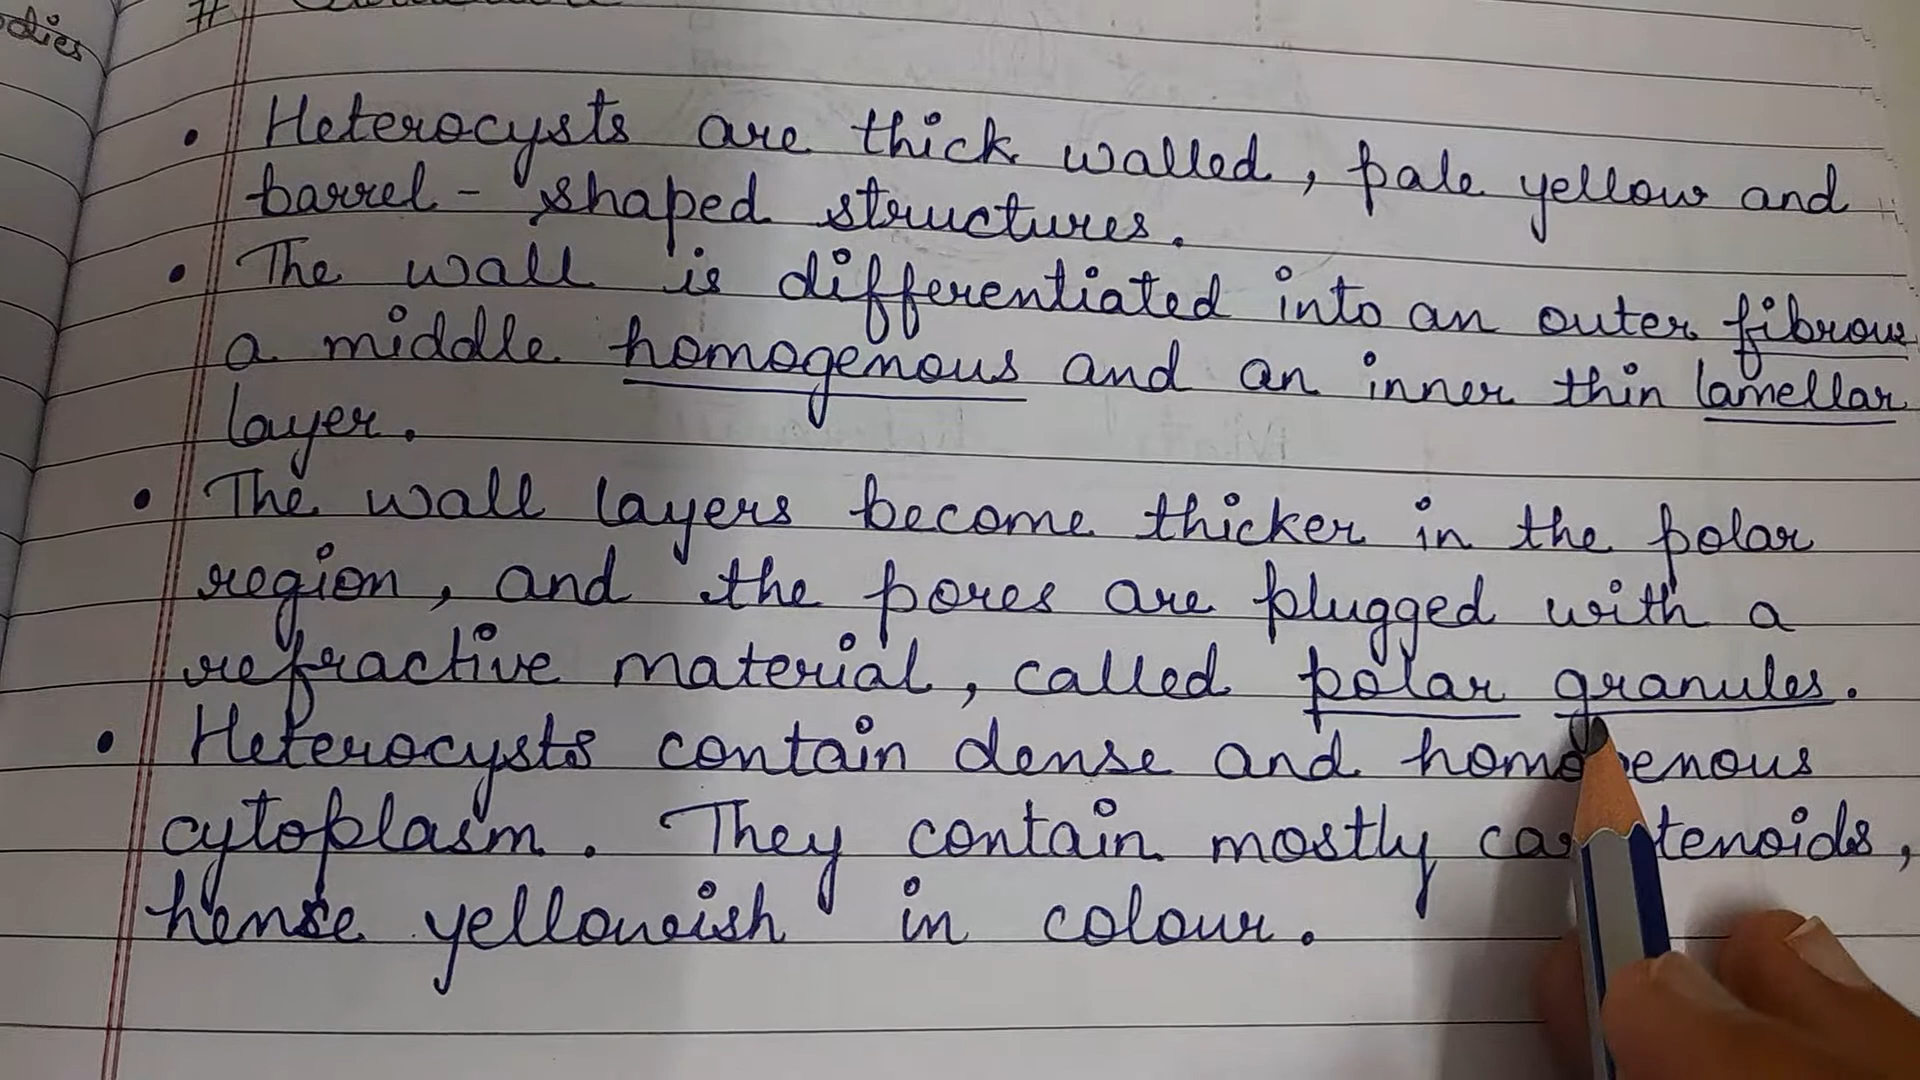 dies
#
Heterocysts are thick walled, pale yellow and
barrel - shaped structures.
The wall is differentiated into an outer fibrous
a middle homogenous and an inner thin lamellar
layer.
The wall layers become thicker in the polar
region, and the pores are plugged with a
refractive material, called polar granules.
Heterocysts contain dense and homogenous
cytoplasm. They contain mostly carotenoids,
hense yellowish in colour.